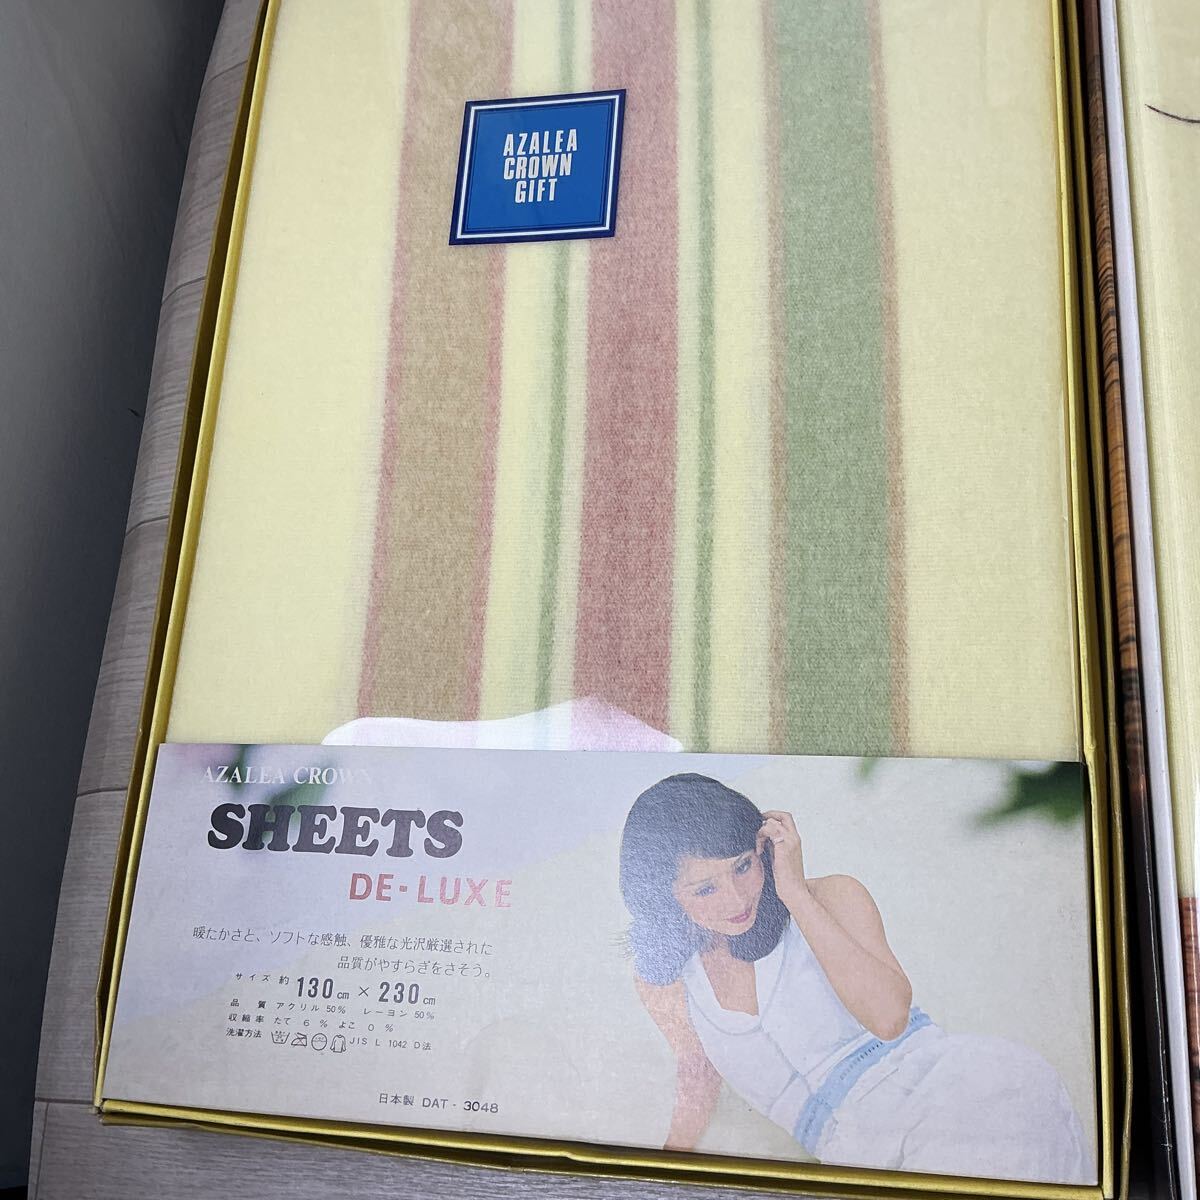 AZALEA
CROWN
GIFT
AZALEA CROWN
SHEETS
DE-LUXE
暖たかさと、ソフトな感触、優雅な光沢厳選された
品質がやすらぎをさそう。
サイズ 約 130cm × 230cm
品質 アクリル 50% レーヨン 50%
収縮率 たて 6% よこ 0%
洗濯方法 JIS L 1042 D法
日本製 DAT - 3048